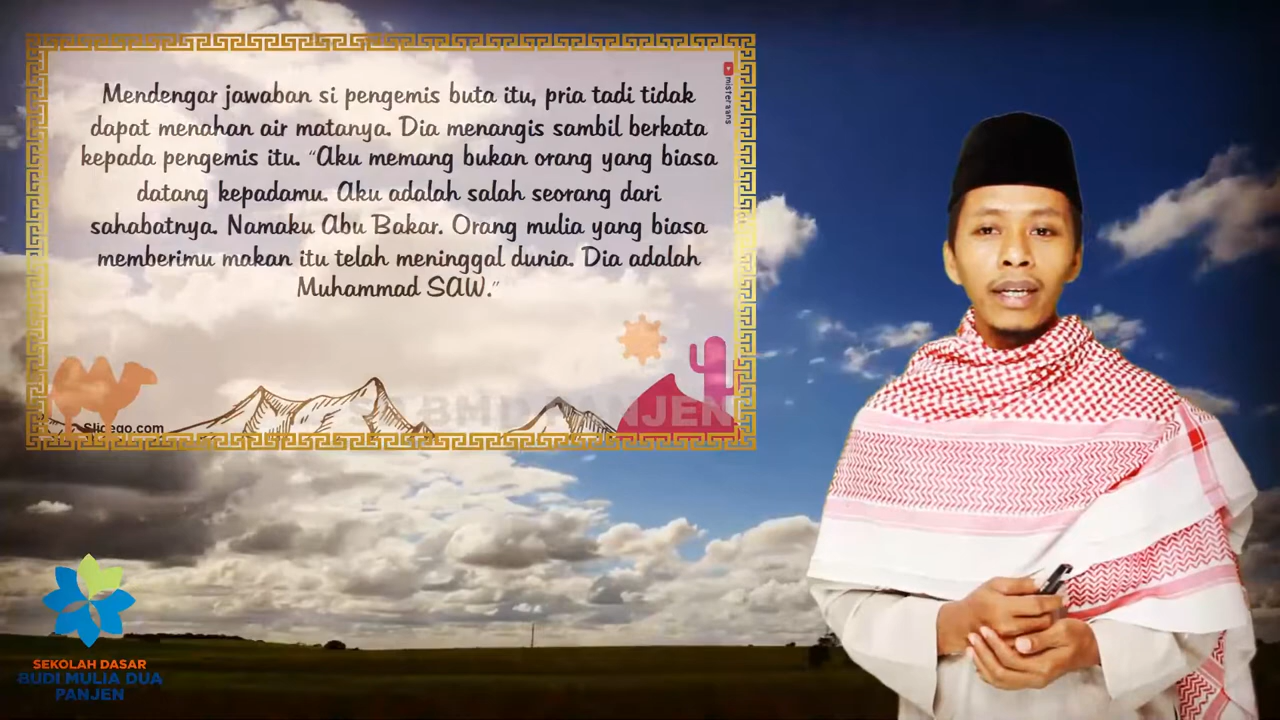 Mendengar jawaban si pengemis buta itu, pria tadi tidak
dapat menahan air matanya. Dia menangis sambil berkata
kepada pengemis itu. “Aku memang bukan orang yang biasa
datang kepadamu. Aku adalah salah seorang dari
sahabatnya. Namaku Abu Bakar. Orang mulia yang biasa
memberimu makan itu telah meninggal dunia. Dia adalah
Muhammad SAW.”
misteraans
Slidego.com
PANJEN
SEKOLAH DASAR
BUDI MULIA DUA
PANJEN